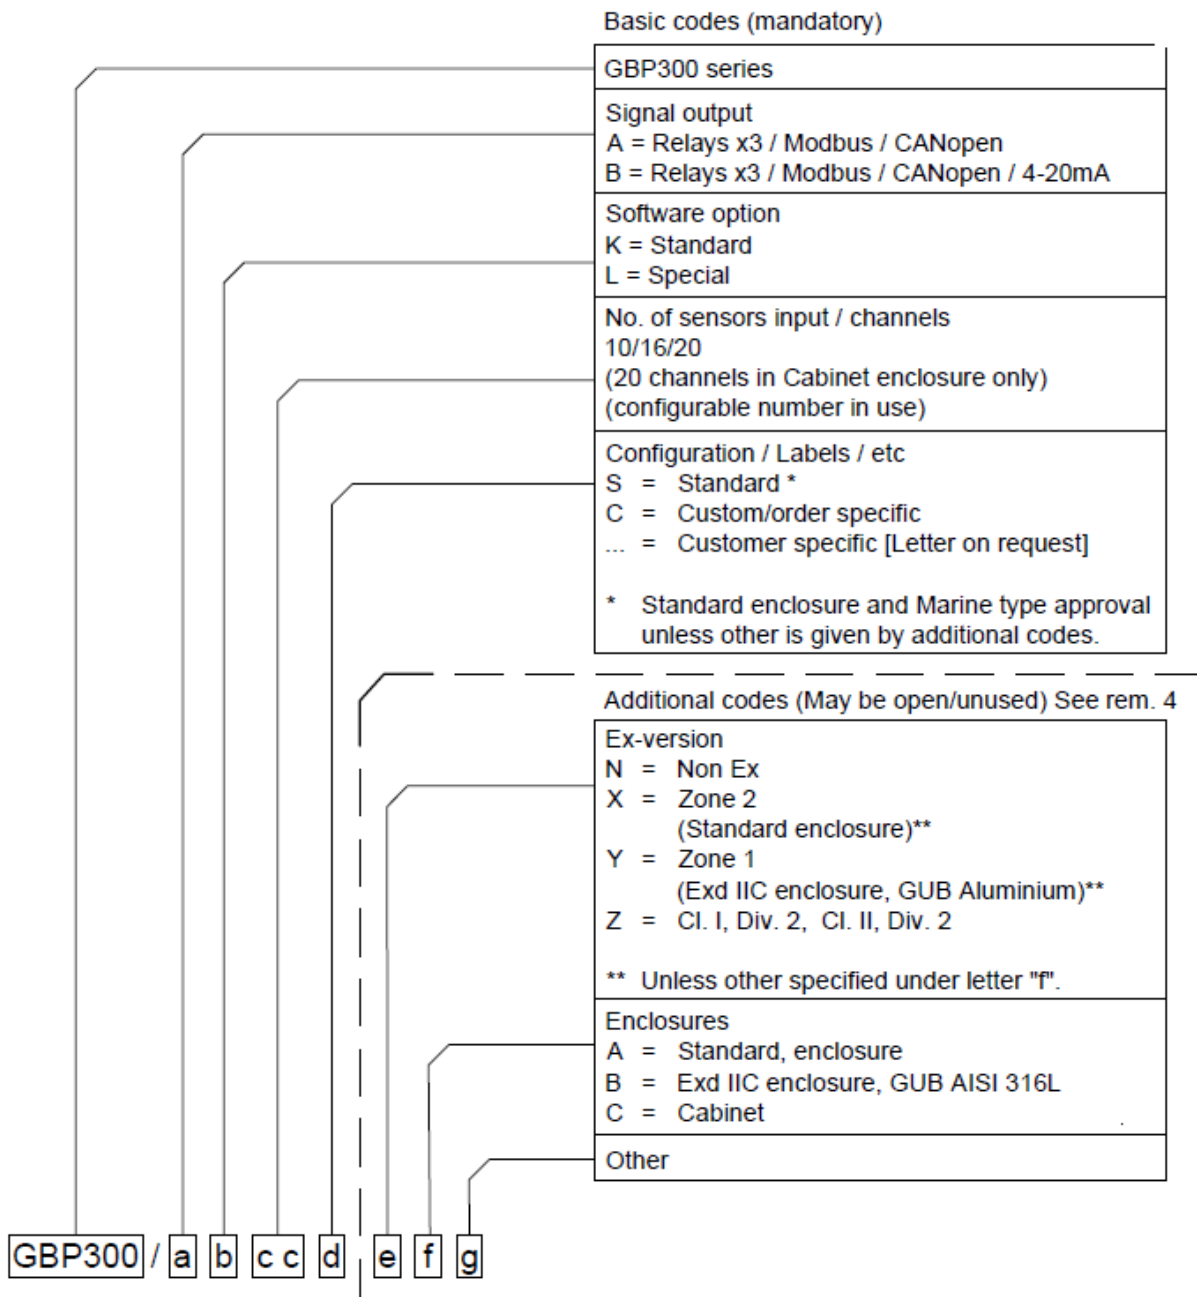 Basic codes (mandatory)
GBP300 series
Signal output
A = Relays x3 / Modbus / CANopen
B = Relays x3 / Modbus / CANopen / 4-20mA
Software option
K = Standard
L = Special
No. of sensors input / channels
10/16/20
(20 channels in Cabinet enclosure only)
(configurable number in use)
Configuration / Labels / etc
S = Standard *
C = Custom/order specific
... = Customer specific [Letter on request]
* Standard enclosure and Marine type approval
unless other is given by additional codes.
Additional codes (May be open/unused) See rem. 4
Ex-version
N = Non Ex
X = Zone 2
(Standard enclosure)**
Y = Zone 1
(Exd IIC enclosure, GUB Aluminium)**
Z = Cl. I, Div. 2, Cl. II, Div. 2
** Unless other specified under letter "f".
Enclosures
A = Standard, enclosure
B = Exd IIC enclosure, GUB AISI 316L
C = Cabinet
Other
GBP300 / a b c c d e f g